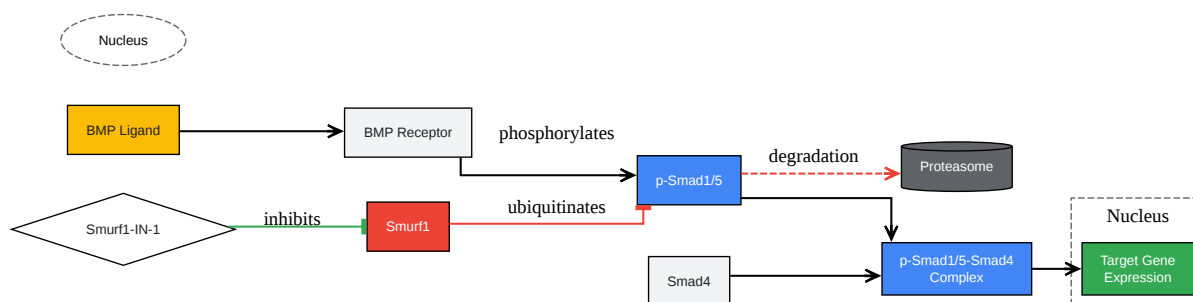 Nucleus
BMP Ligand
BMP Receptor
phosphorylates
p-Smad1/5
degradation
Proteasome
Smurf1-IN-1
inhibits
Smurf1
ubiquitinates
Smad4
p-Smad1/5-Smad4
Complex
Nucleus
Target Gene
Expression